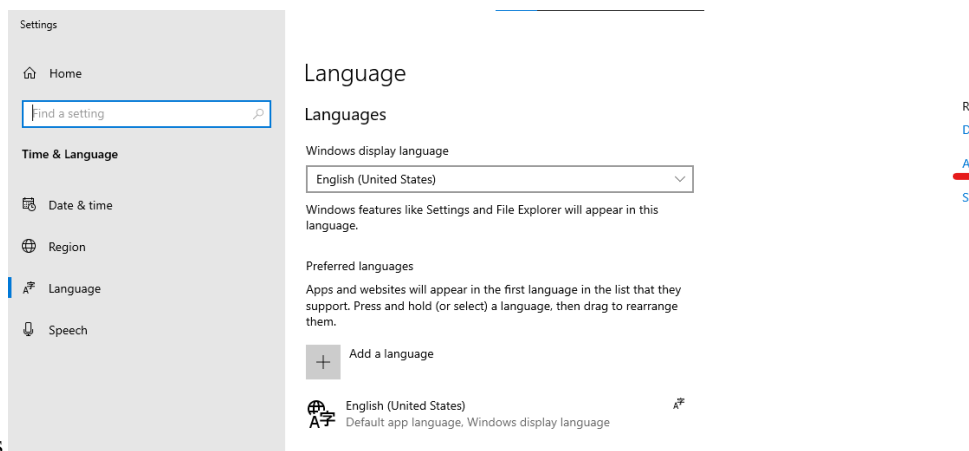 Settings
Home
Find a setting
Time & Language
Date & time
Region
Language
Speech
Language
Languages
Windows display language
English (United States)
Windows features like Settings and File Explorer will appear in this
language.
Preferred languages
Apps and websites will appear in the first language in the list that they
support. Press and hold (or select) a language, then drag to rearrange
them.
Add a language
English (United States)
Default app language, Windows display language
R
D
A
S